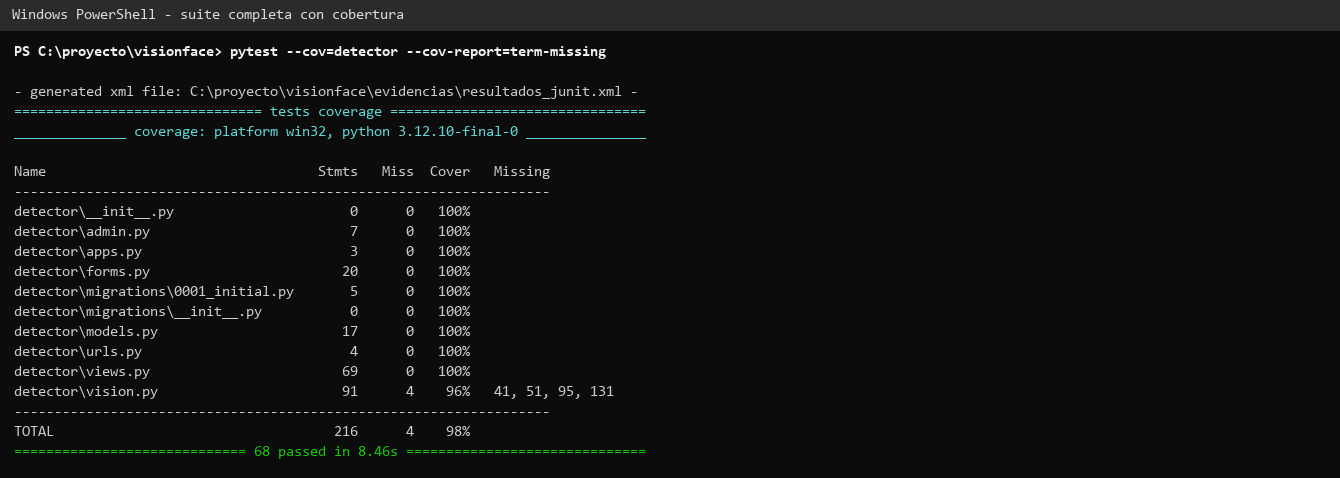 Windows PowerShell - suite completa con cobertura
PS C:\proyecto\visionface> pytest --cov=detector --cov-report=term-missing
- generated xml file: C:\proyecto\visionface\evidencias\resultados_junit.xml -
=============================== tests coverage ================================
______________ coverage: platform win32, python 3.12.10-final-0 _______________
Name                                  Stmts   Miss  Cover   Missing
-------------------------------------------------------------------
detector\__init__.py                      0      0   100%
detector\admin.py                         7      0   100%
detector\apps.py                          3      0   100%
detector\forms.py                        20      0   100%
detector\migrations\0001_initial.py       5      0   100%
detector\migrations\__init__.py           0      0   100%
detector\models.py                       17      0   100%
detector\urls.py                          4      0   100%
detector\views.py                        69      0   100%
detector\vision.py                       91      4    96%   41, 51, 95, 131
-------------------------------------------------------------------
TOTAL                                   216      4    98%
============================= 68 passed in 8.46s ==============================